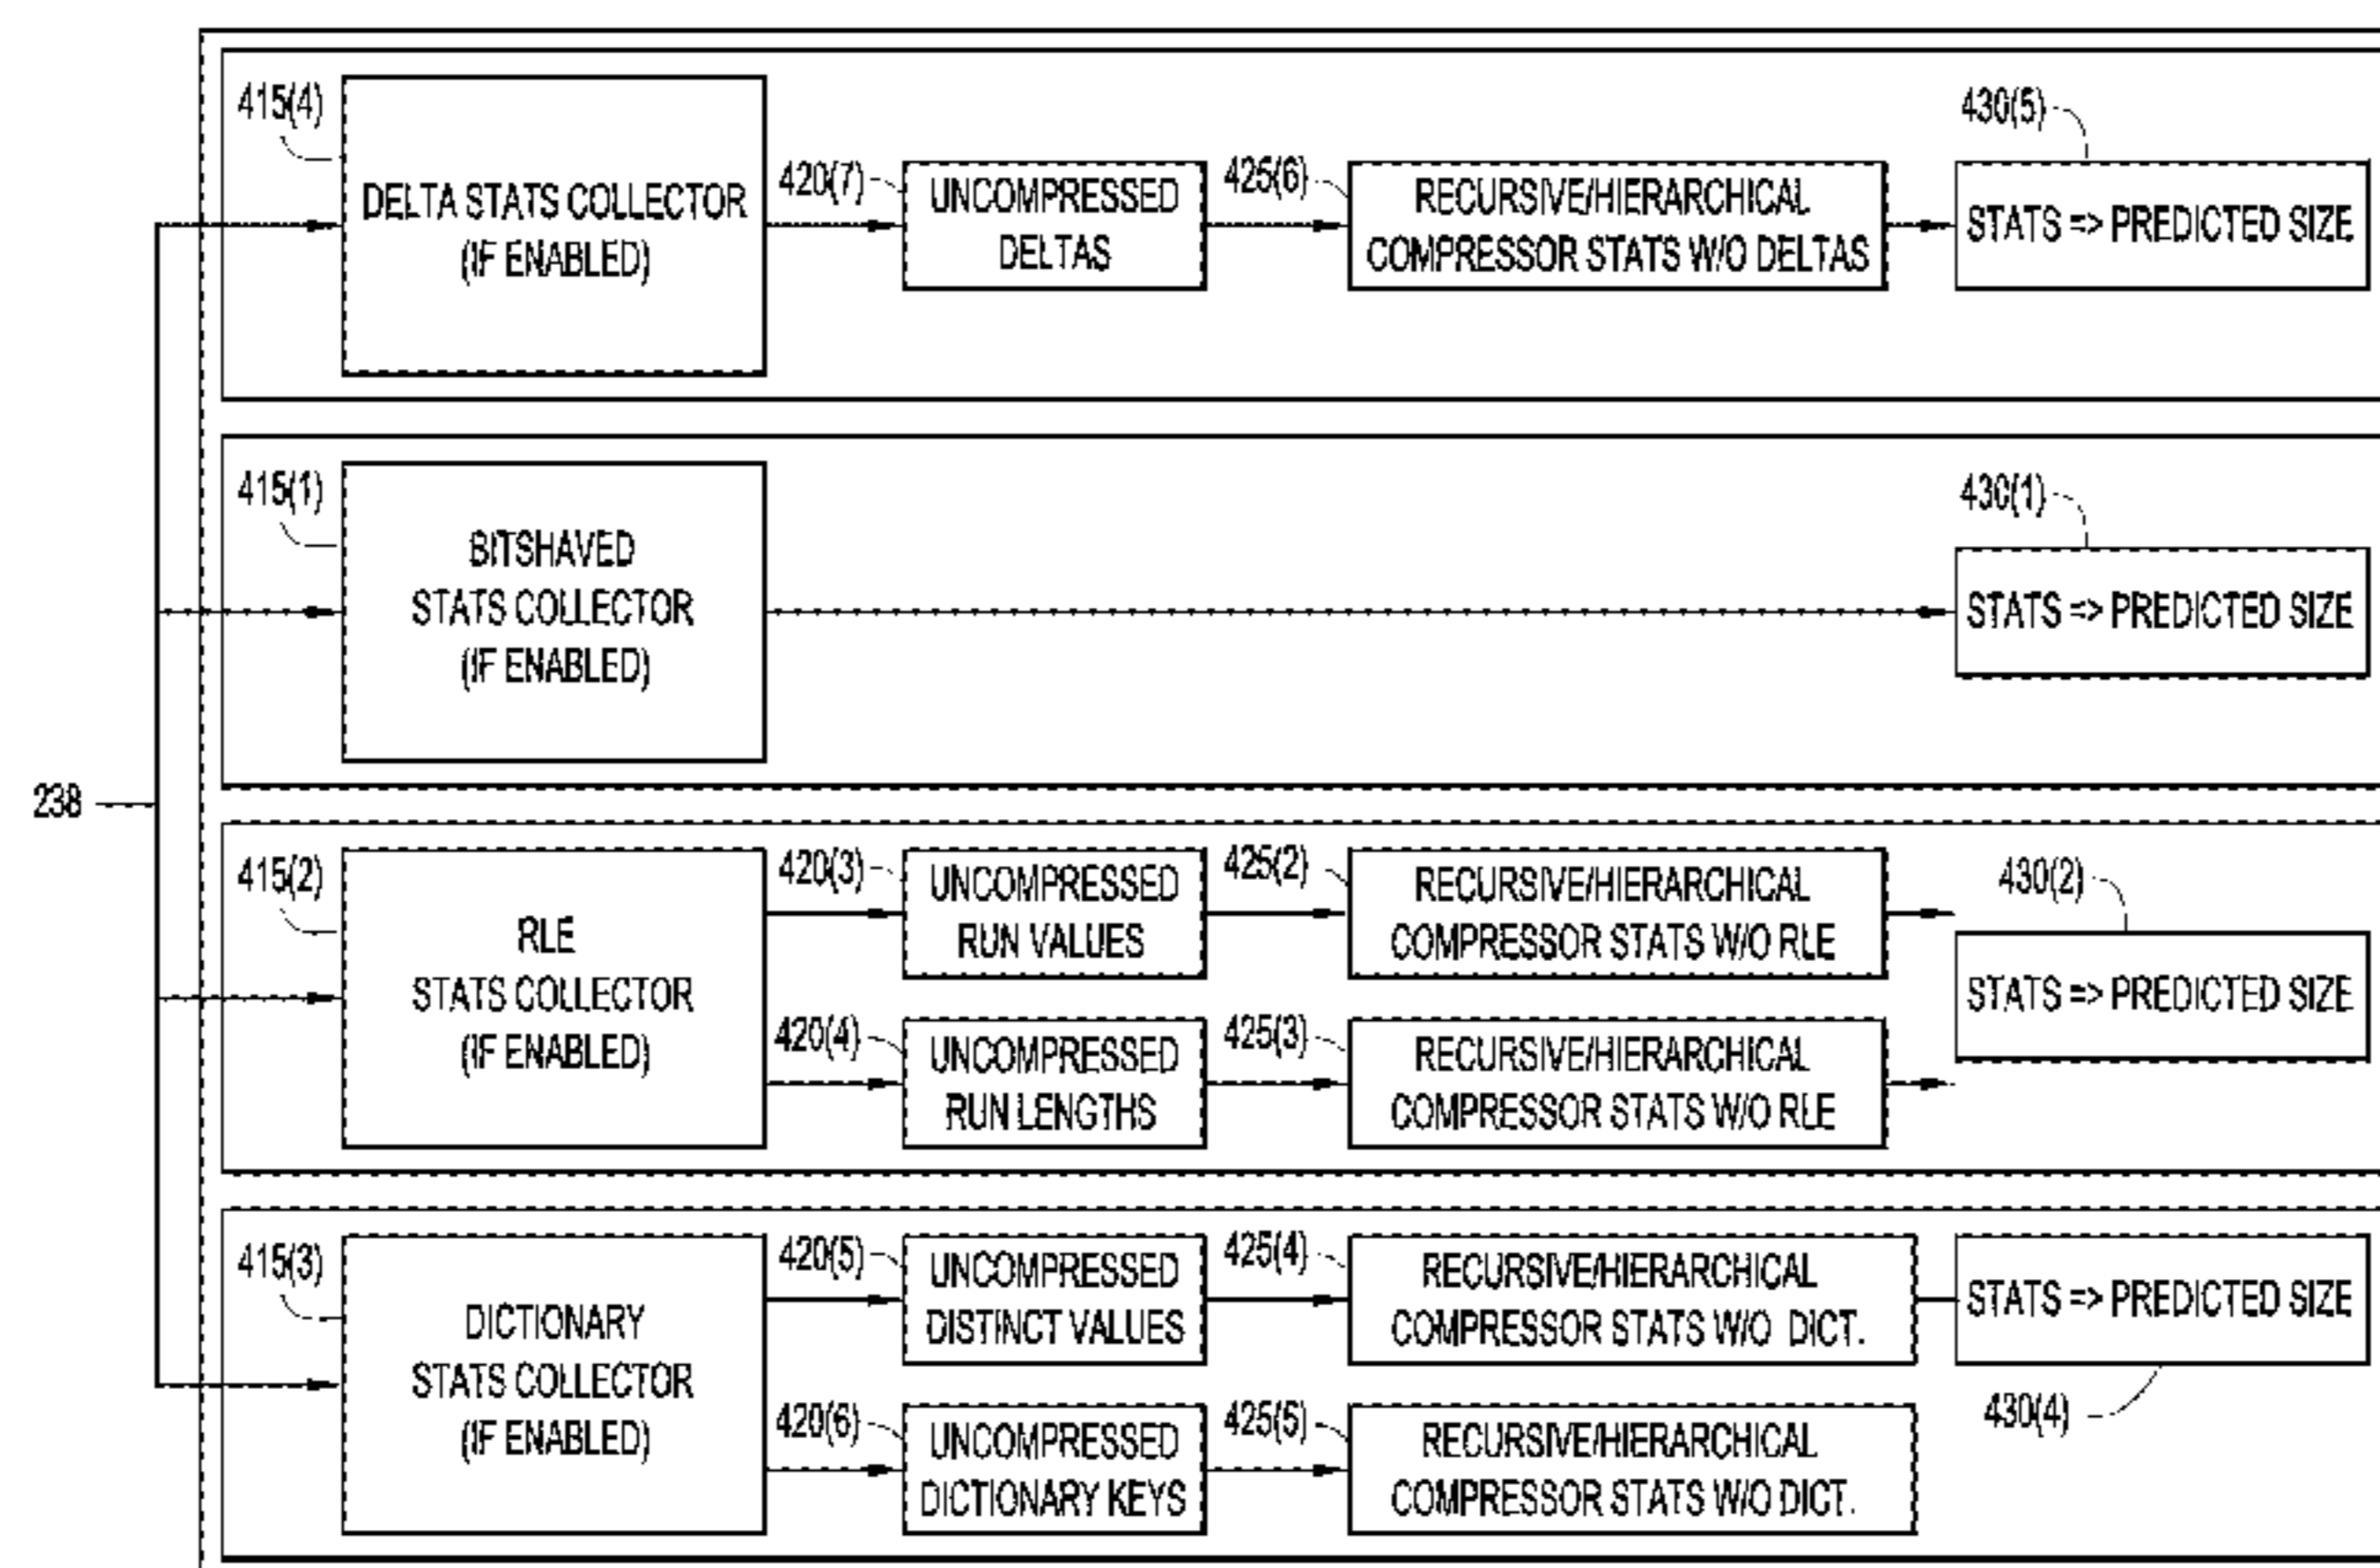 415(4)
DELTA STATS COLLECTOR
(IF ENABLED)
420(7)
UNCOMPRESSED
DELTAS
425(6)
RECURSIVE/HIERARCHICAL
COMPRESSOR STATS W/O DELTAS
430(5)
STATS => PREDICTED SIZE
415(1)
BITSHAVED
STATS COLLECTOR
(IF ENABLED)
430(1)
STATS => PREDICTED SIZE
238
415(2)
RLE
STATS COLLECTOR
(IF ENABLED)
420(3)
UNCOMPRESSED
RUN VALUES
425(2)
RECURSIVE/HIERARCHICAL
COMPRESSOR STATS W/O RLE
420(4)
UNCOMPRESSED
RUN LENGTHS
425(3)
RECURSIVE/HIERARCHICAL
COMPRESSOR STATS W/O RLE
430(2)
STATS => PREDICTED SIZE
415(3)
DICTIONARY
STATS COLLECTOR
(IF ENABLED)
420(5)
UNCOMPRESSED
DISTINCT VALUES
425(4)
RECURSIVE/HIERARCHICAL
COMPRESSOR STATS W/O DICT.
STATS => PREDICTED SIZE
430(4)
420(6)
UNCOMPRESSED
DICTIONARY KEYS
425(5)
RECURSIVE/HIERARCHICAL
COMPRESSOR STATS W/O DICT.